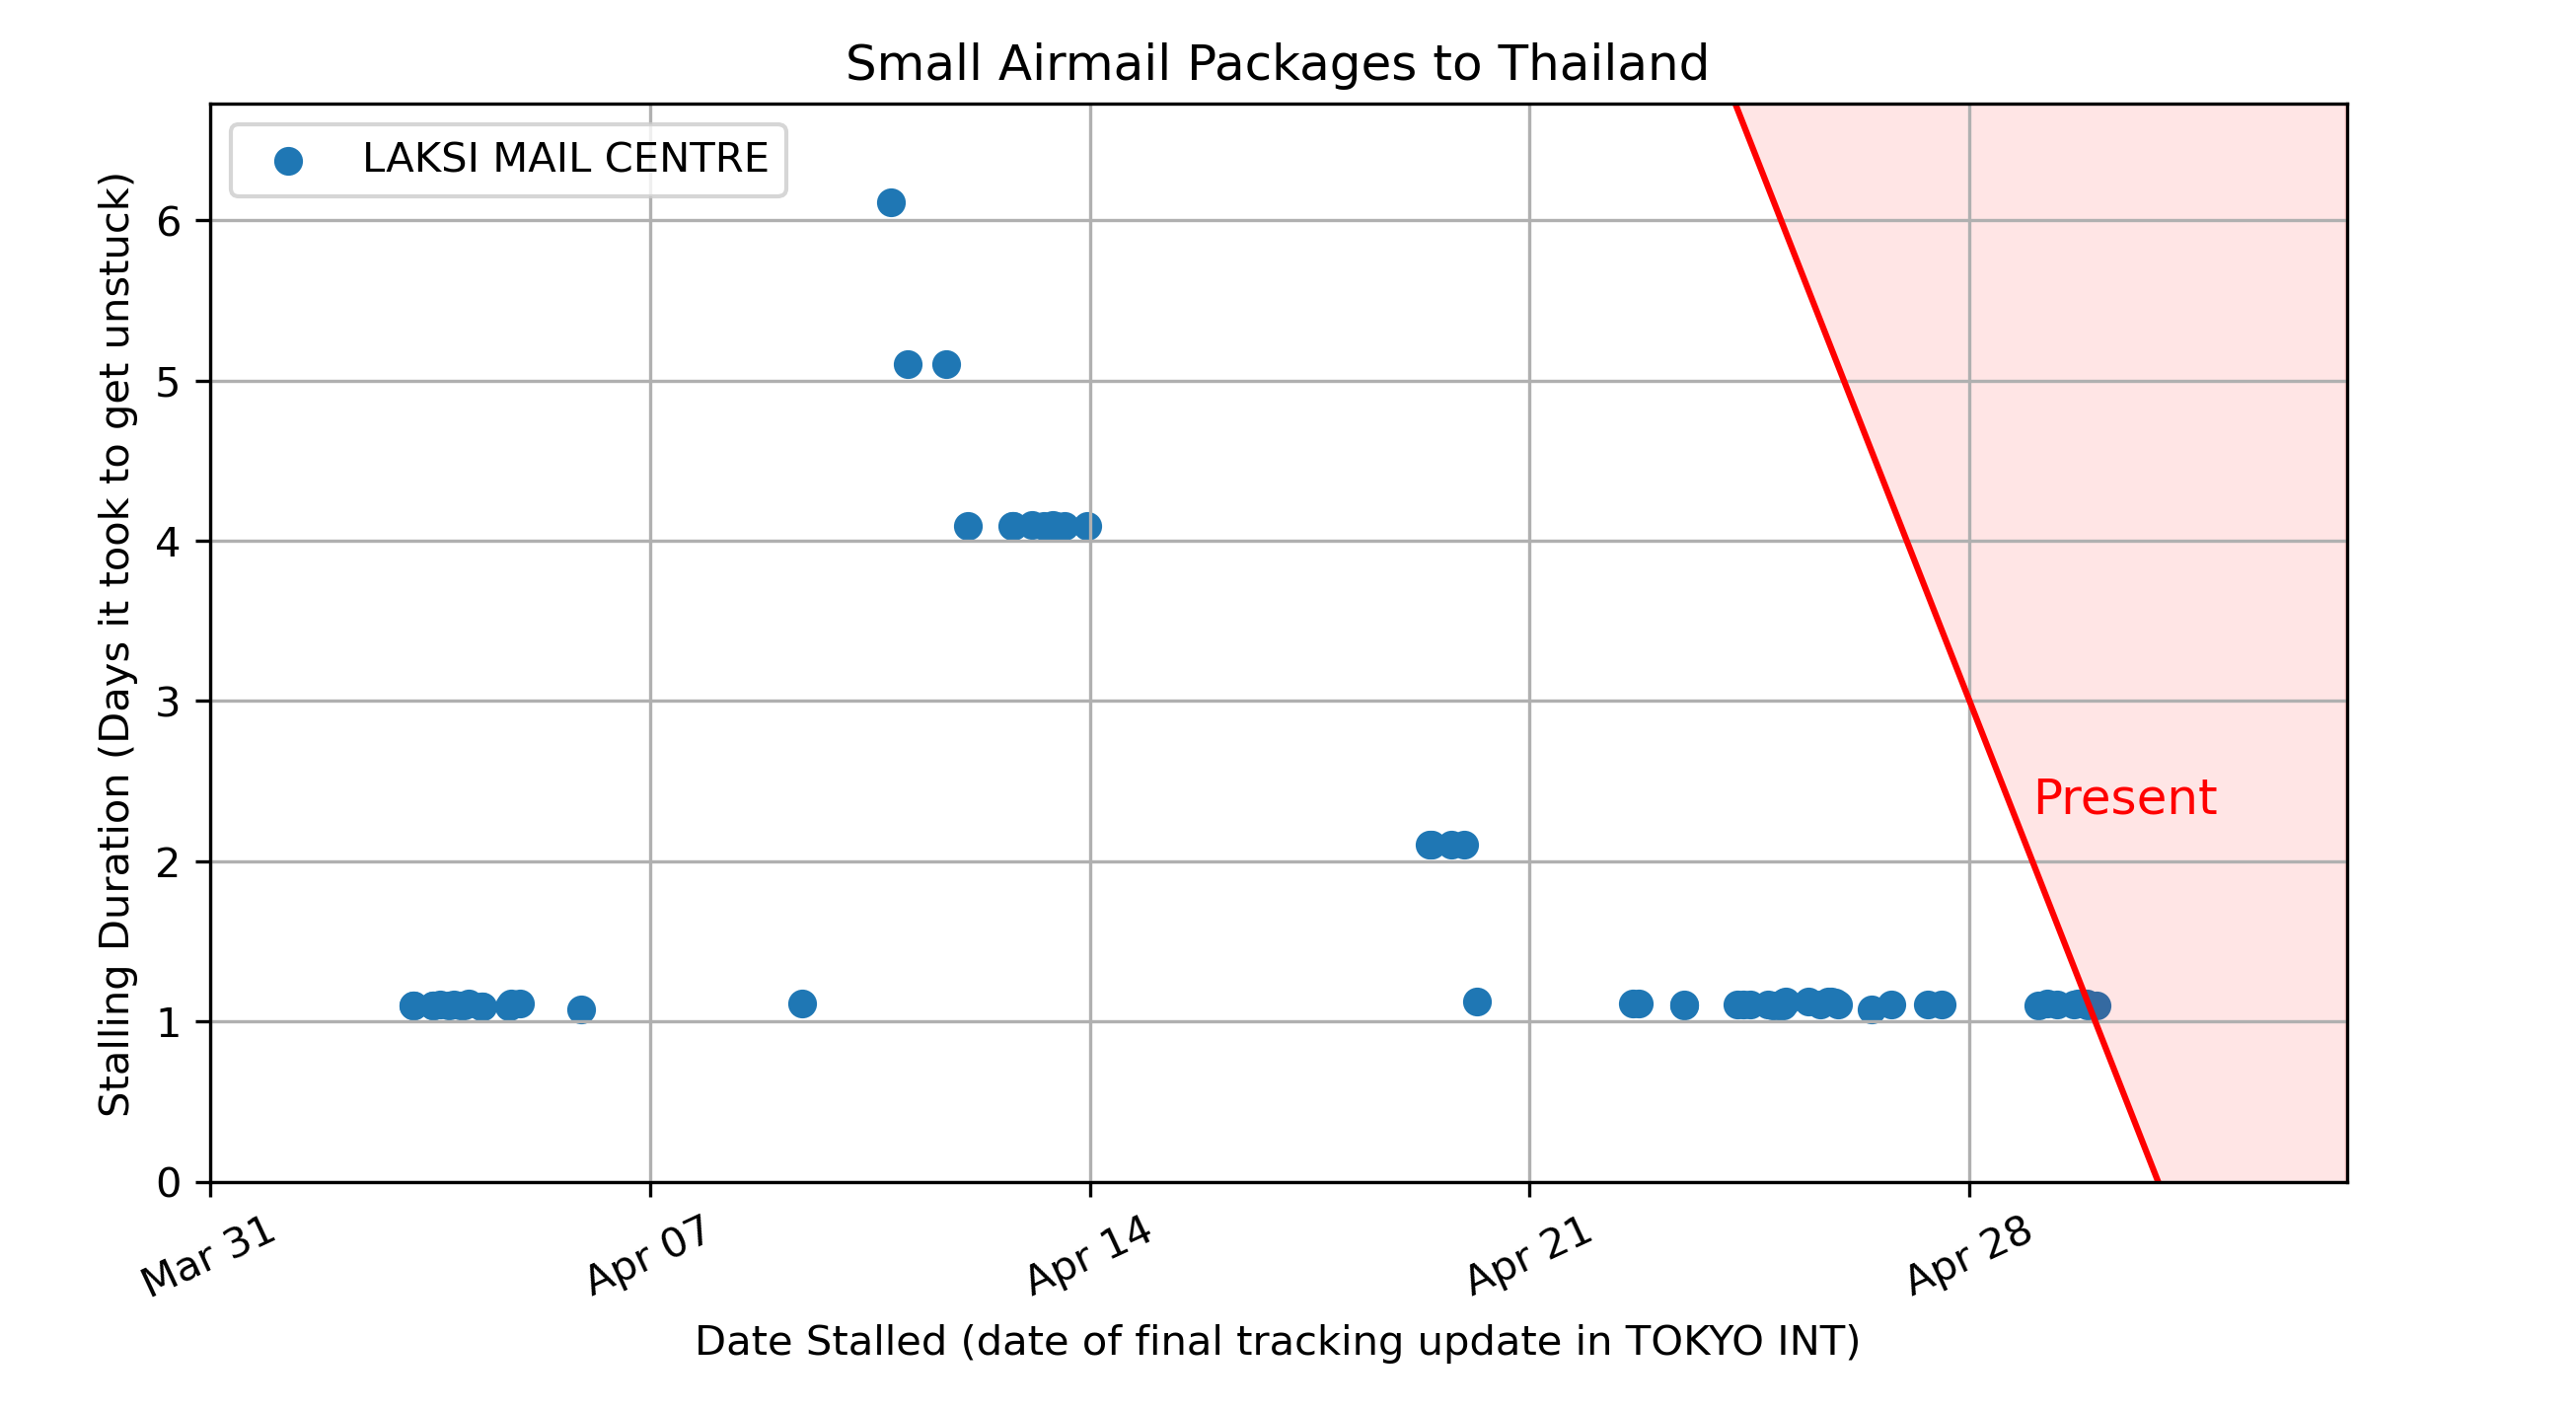 Small Airmail Packages to Thailand
LAKSI MAIL CENTRE
Stalling Duration (Days it took to get unstuck)
6
5
4
3
2
1
0
Present
Mar 31
Apr 07
Apr 14
Apr 21
Apr 28
Date Stalled (date of final tracking update in TOKYO INT)